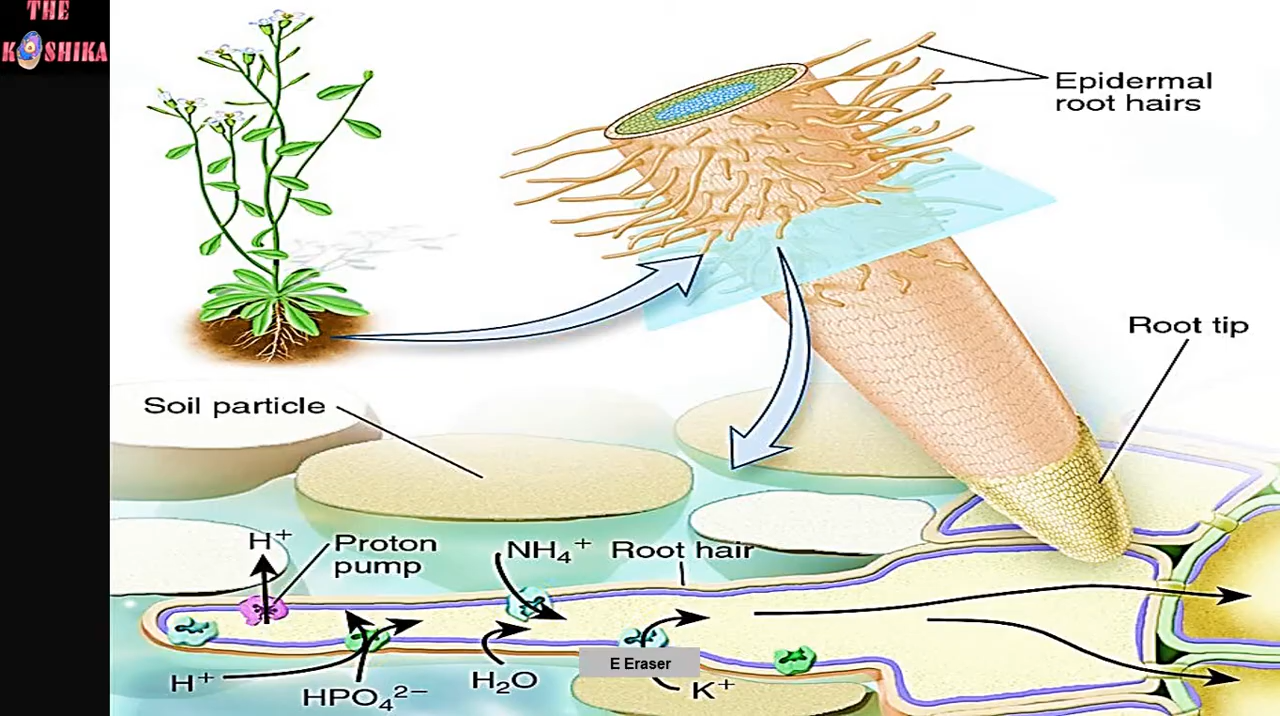 THE
KOSHIKA
Epidermal
root hairs
Root tip
Soil particle
H⁺
Proton
pump
NH₄⁺
Root hair
H⁺
HPO₄²⁻
H₂O
E Eraser
K⁺